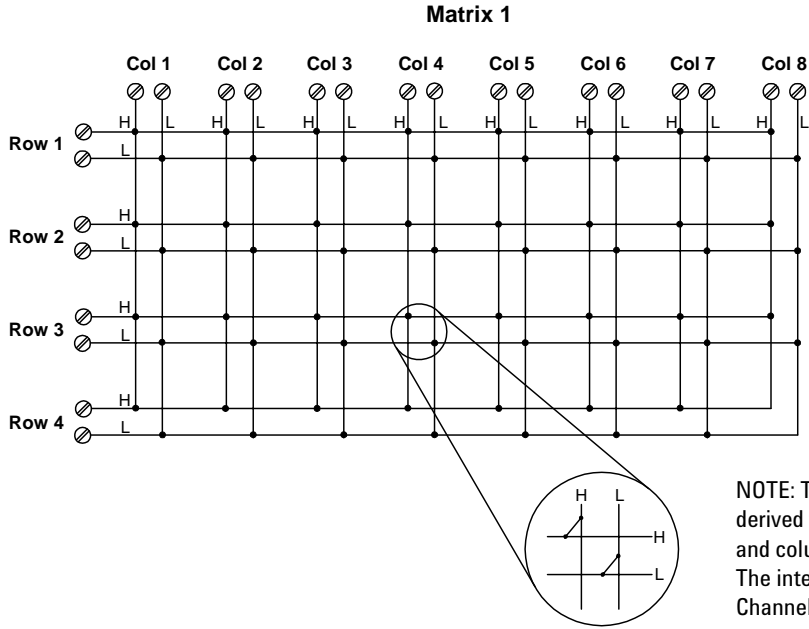 Matrix 1
Col 1 Col 2 Col 3 Col 4 Col 5 Col 6 Col 7 Col 8
H L H L H L H L H L H L H L H L
Row 1
L
H
Row 2
L
H
Row 3
L
H
Row 4
L
H L
H
L
NOTE: T
derived
and colu
The inte
Channel